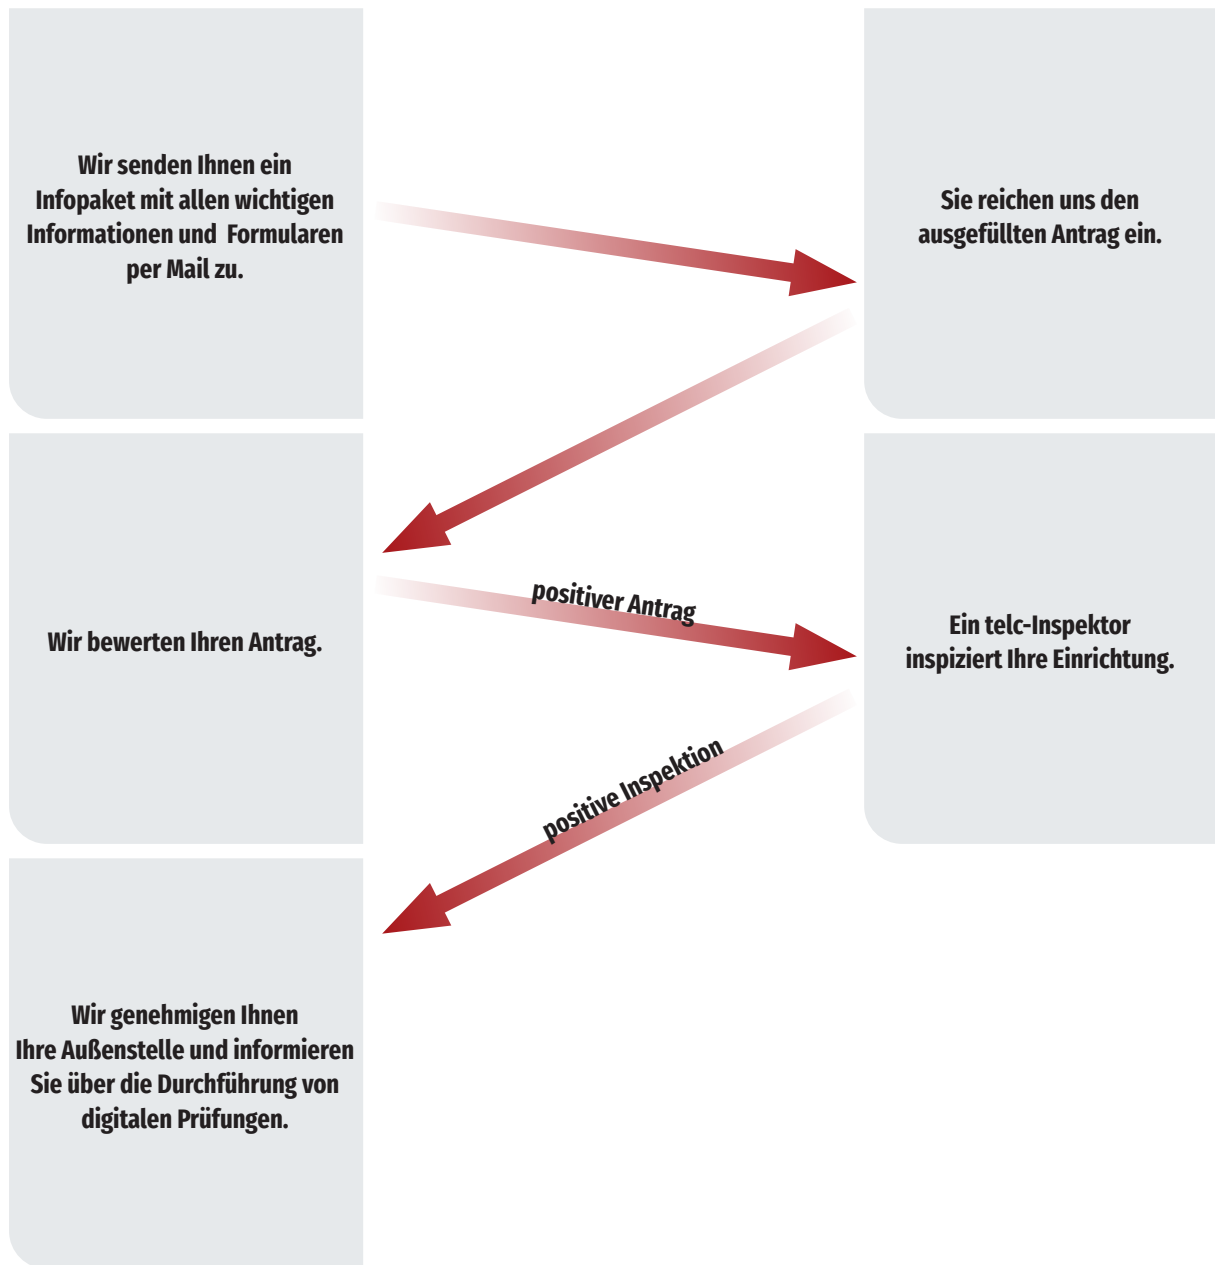 Wir senden Ihnen ein
Infopaket mit allen wichtigen
Informationen und Formularen
per Mail zu.
Sie reichen uns den
ausgefüllten Antrag ein.
Wir bewerten Ihren Antrag.
positiver Antrag
Ein telc-Inspektor
inspiziert Ihre Einrichtung.
positive Inspektion
Wir genehmigen Ihnen
Ihre Außenstelle und informieren
Sie über die Durchführung von
digitalen Prüfungen.